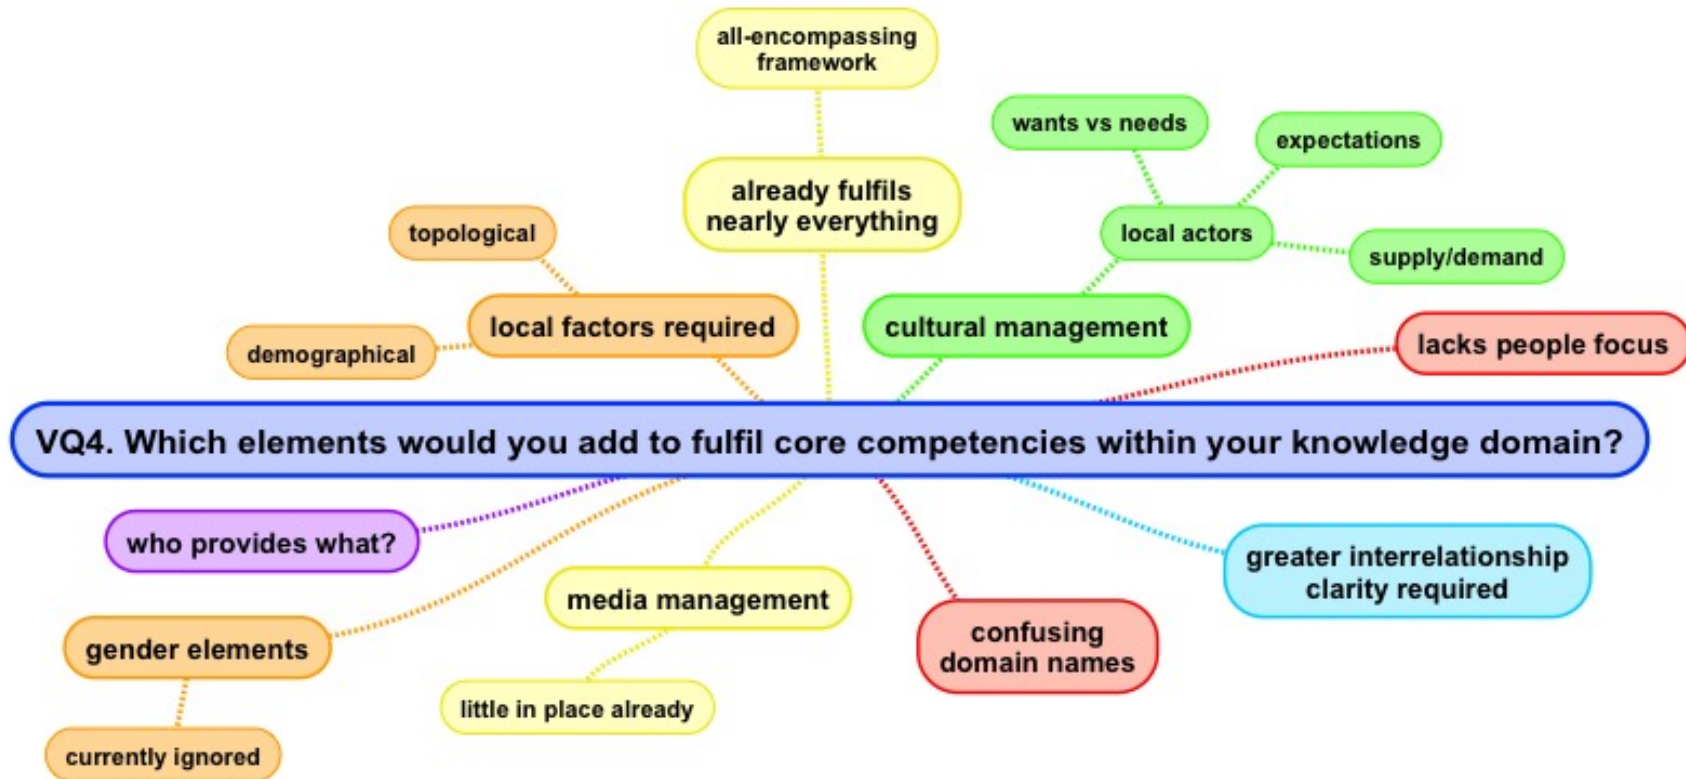 all-encompassing
framework
wants vs needs
expectations
already fulfils
nearly everything
topological
local actors
supply/demand
local factors required
cultural management
demographical
lacks people focus
VQ4. Which elements would you add to fulfil core competencies within your knowledge domain?
who provides what?
greater interrelationship
clarity required
media management
confusing
domain names
gender elements
little in place already
currently ignored